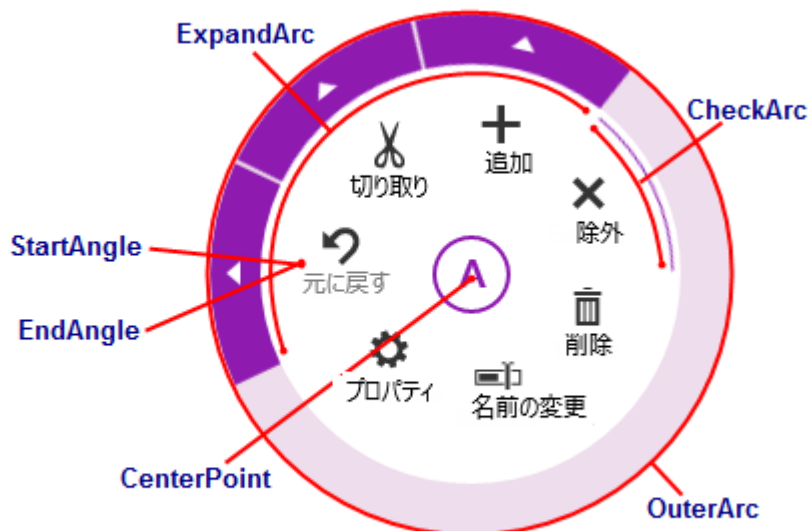 ExpandArc
CheckArc
切り取り
追加
除外
StartAngle
元に戻す
A
EndAngle
削除
プロパティ
名前の変更
CenterPoint
OuterArc